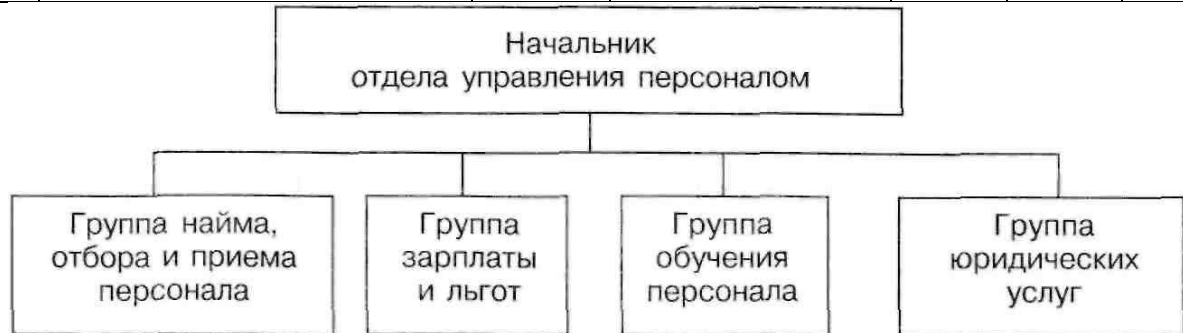 Начальник
отдела управления персоналом
Группа найма,
отбора и приема
персонала
Группа
зарплаты
и льгот
Группа
обучения
персонала
Группа
юридических
услуг